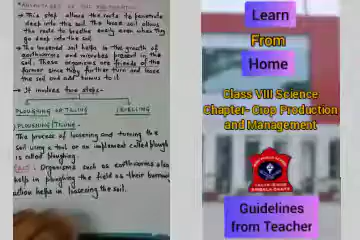 This step allows the roots to penetrate
deep into the soil. The loose soil allows
the roots to breathe easily even when they
go deep into the soil
The loosened soil helps in the growth of
earthworms and microbes present in the
soil. These organisms are friends of the
farmer since they further turn and loose
the soil and add humus to it.
It involves two steps-
PLOUGHING OR TILLING LEVELLING
PLOUGHING/TILLING:-
The process of loosening and turning the
soil using a tool or an implement called plough
is called ploughing.
Organisms such as earthworms also
help in ploughing the field as their burrow
action helps in loosening the soil.
Learn
From
Home
Class VIII Science
Chapter- Crop Production
and Management
Guidelines
from Teacher